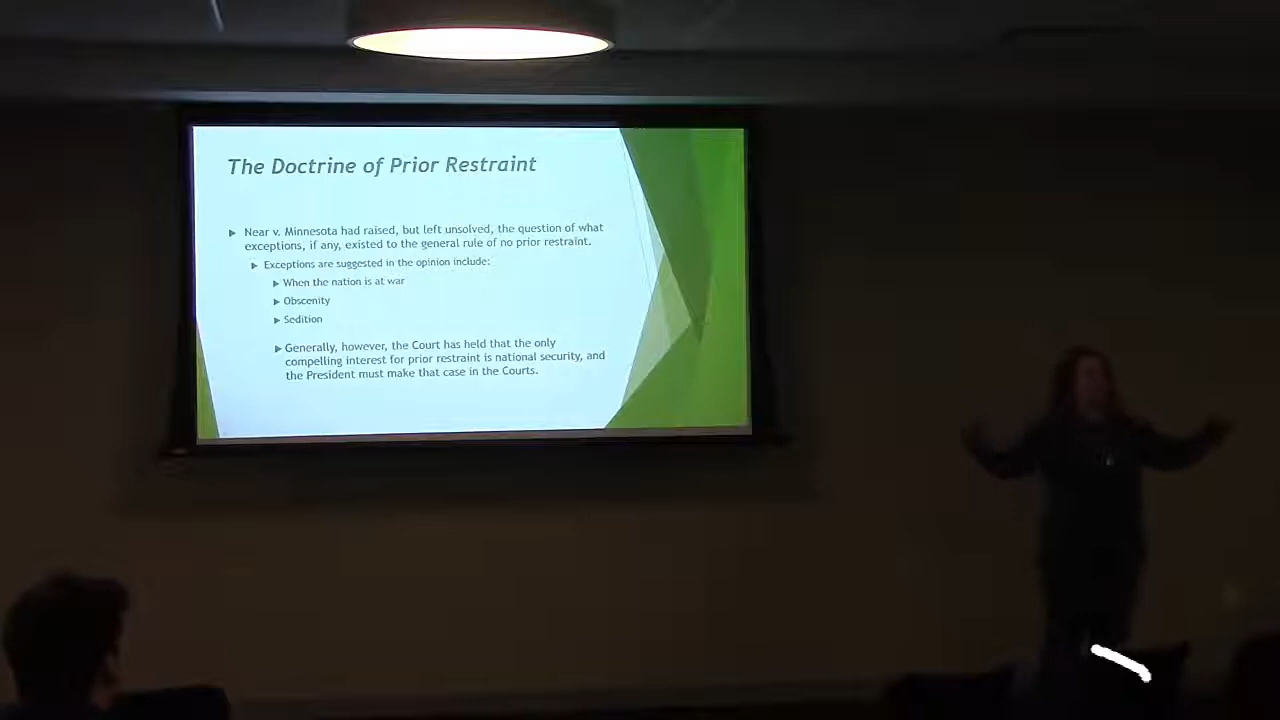 The Doctrine of Prior Restraint
Near v. Minnesota had raised, but left unsolved, the question of what
exceptions, if any, existed to the general rule of no prior restraint.
Exceptions are suggested in the opinion include:
When the nation is at war
Obscenity
Sedition
Generally, however, the Court has held that the only
compelling interest for prior restraint is national security, and
the President must make that case in the Courts.